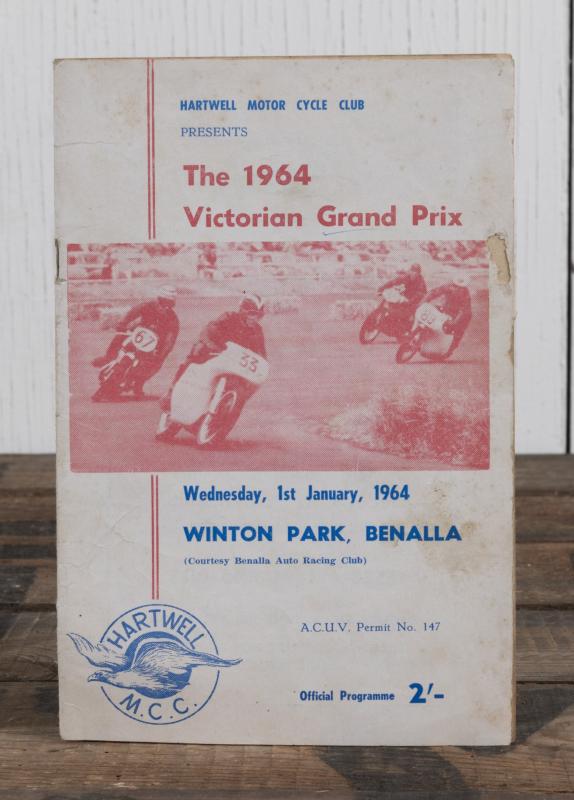 HARTWELL MOTOR CYCLE CLUB
PRESENTS
The 1964
Victorian Grand Prix
67
33
Wednesday, 1st January, 1964
WINTON PARK, BENALLA
(Courtesy Benalla Auto Racing Club)
A.C.U.V. Permit No. 147
HARTWELL
M.C.C.
Official Programme 2/-